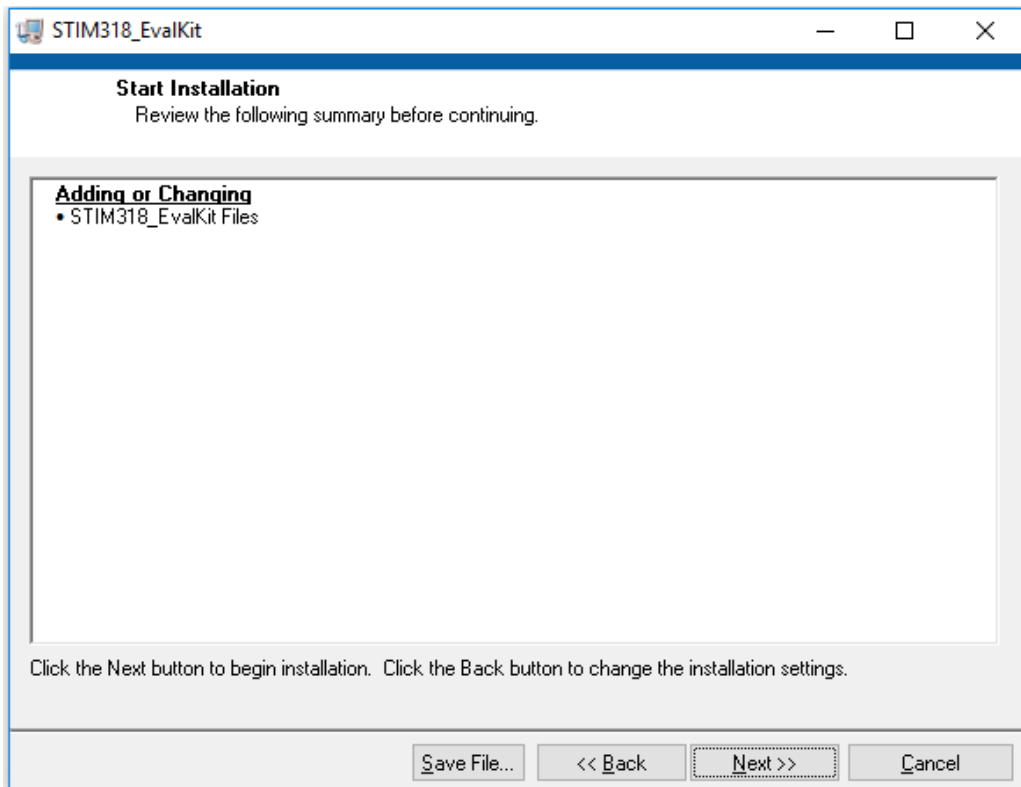 STIM318_EvalKit
Start Installation
Review the following summary before continuing.
Adding or Changing
• STIM318_EvalKit Files
Click the Next button to begin installation.  Click the Back button to change the installation settings.
Save File...
<< Back
Next >>
Cancel